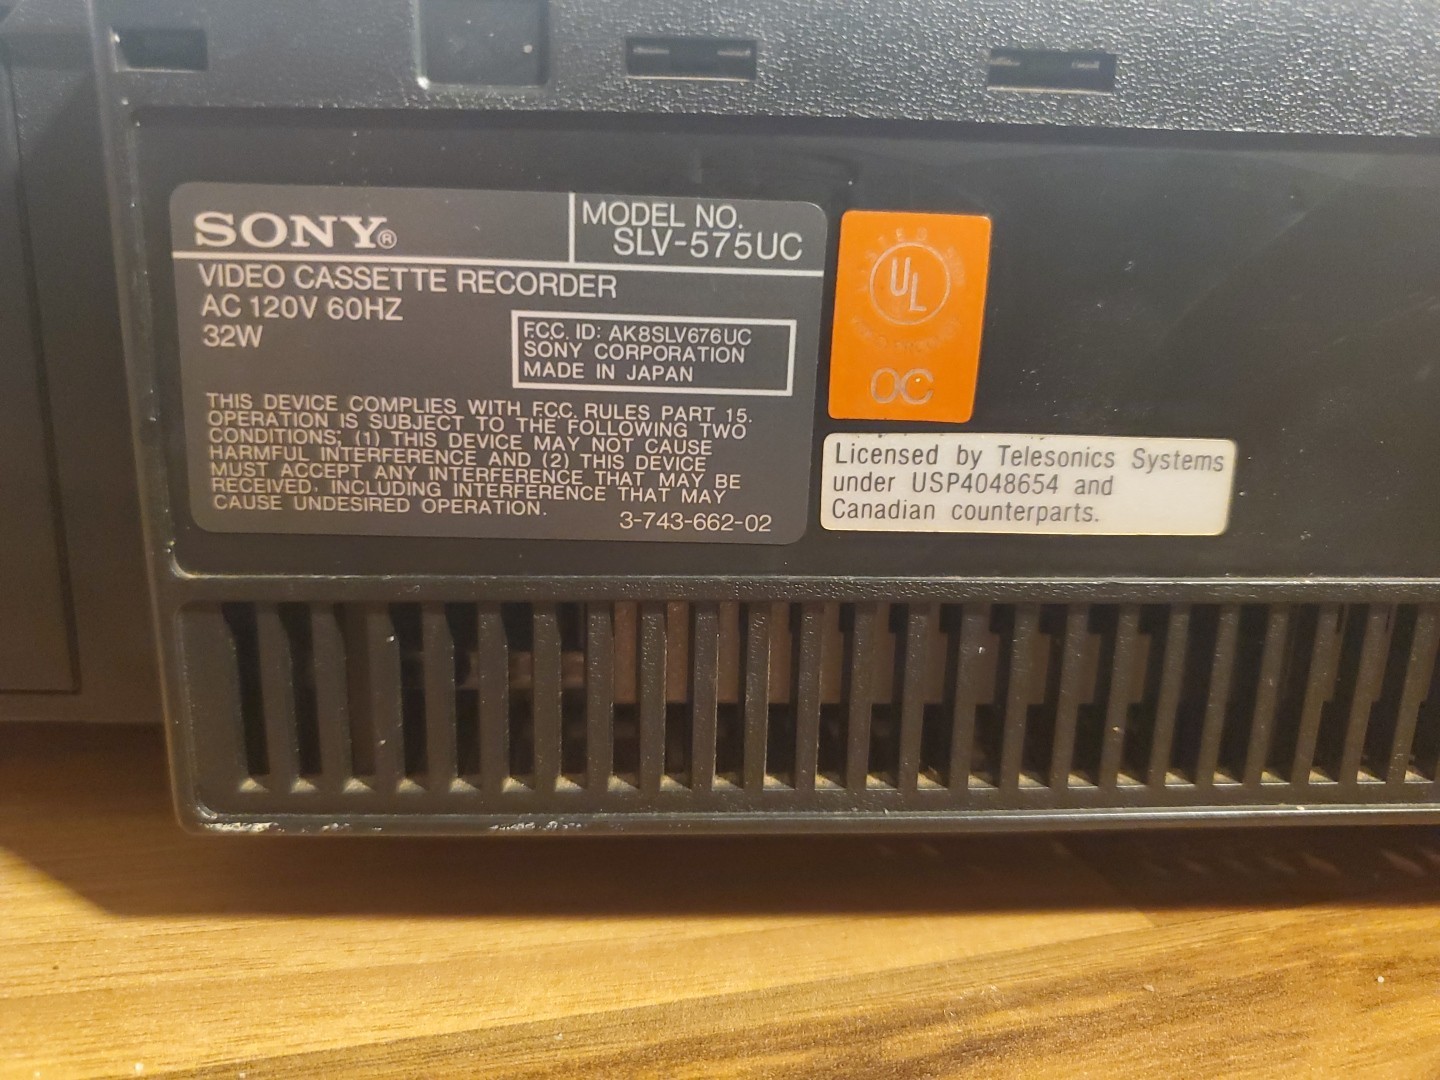 SONY®
MODEL NO.
SLV-575UC
VIDEO CASSETTE RECORDER
AC 120V 60HZ
32W
F.C.C. ID: AK8SLV676UC
SONY CORPORATION
MADE IN JAPAN
THIS DEVICE COMPLIES WITH F.C.C. RULES PART 15.
OPERATION IS SUBJECT TO THE FOLLOWING TWO
CONDITIONS; (1) THIS DEVICE MAY NOT CAUSE
HARMFUL INTERFERENCE AND (2) THIS DEVICE
MUST ACCEPT ANY INTERFERENCE THAT MAY BE
RECEIVED, INCLUDING INTERFERENCE THAT MAY
CAUSE UNDESIRED OPERATION.
3-743-662-02
UL
OC
Licensed by Telesonics Systems
under USP4048654 and
Canadian counterparts.